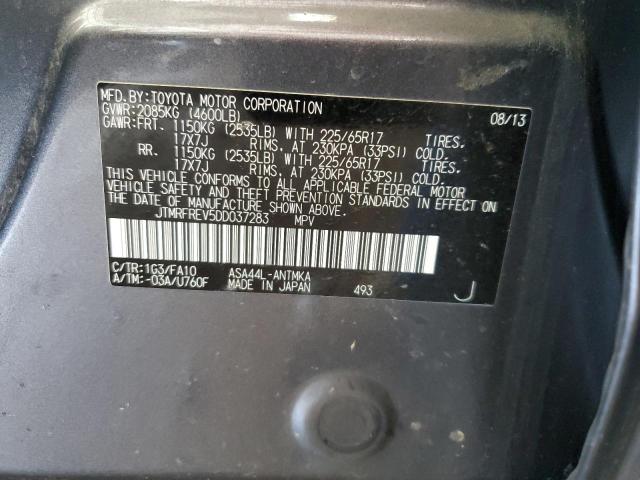 MFD.BY:TOYOTA MOTOR CORPORATION 08/13
GVWR:2085KG (4600LB)
GAWR:FRT. 1150KG (2535LB) WITH 225/65R17 TIRES.
17X7J RIMS. AT 230KPA (33PSI) COLD.
RR. 1150KG (2535LB) WITH 225/65R17 TIRES.
17X7J RIMS. AT 230KPA (33PSI) COLD.
THIS VEHICLE CONFORMS TO ALL APPLICABLE FEDERAL MOTOR
VEHICLE SAFETY AND THEFT PREVENTION STANDARDS IN EFFECT ON
THE DATE OF MANUFACTURE SHOWN ABOVE.
JTMRFREV5DD037283 MPV
C/TR:1G3/FA10 ASA44L-ANTMKA
A/TM:-03A/U760F MADE IN JAPAN 493 J